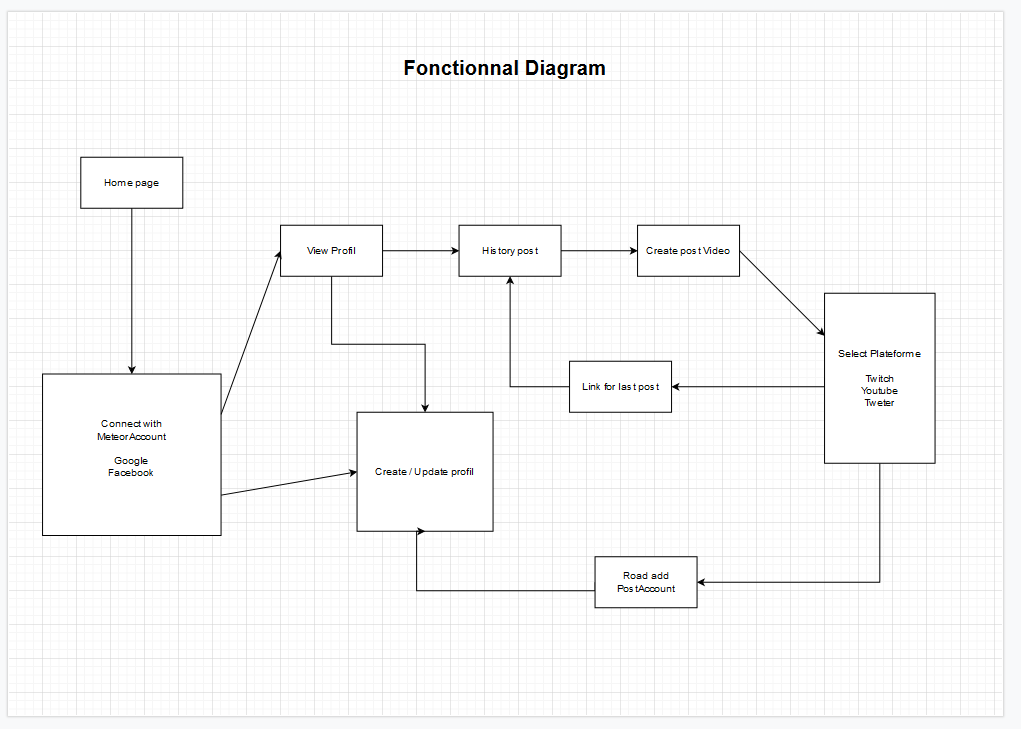 Fonctionnal Diagram
Home page
View Profil
History post
Create post Video
Select Plateforme
Twitch
Youtube
Tweter
Link for last post
Connect with
MeteorAccount
Google
Facebook
Create / Update profil
Road add
PostAccount